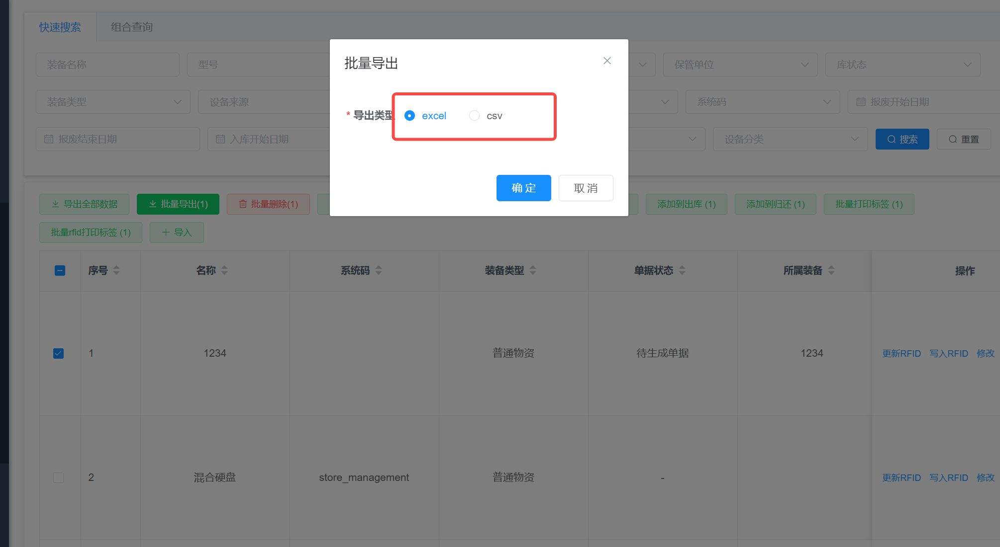 快速搜索 组合查询
装备名称 型号 保管单位 库状态
装备类型 设备来源 系统码 报废开始日期
报废结束日期 入库开始日期 设备分类 搜索 重置
批量导出
* 导出类型 excel csv
确 定 取 消
导出全部数据 批量导出(1) 批量删除(1) 添加到出库 (1) 添加到归还 (1) 批量打印标签 (1)
批量rfid打印标签 (1) 导入
序号 名称 系统码 装备类型 单据状态 所属装备 操作
1 1234 普通物资 待生成单据 1234 更新RFID 写入RFID 修改
2 混合硬盘 store_management 普通物资 - 更新RFID 写入RFID 修改